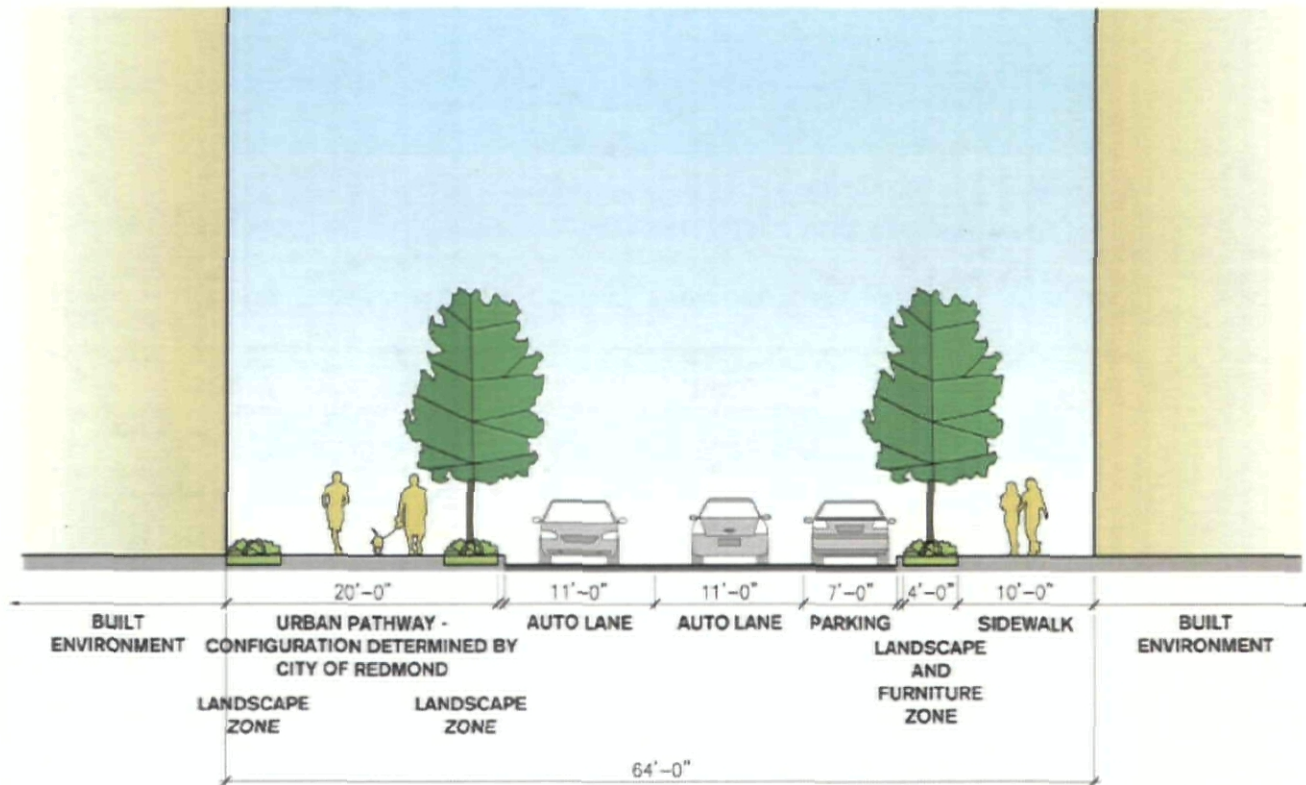 20'-0"
11'-0"
11'-0"
7'-0"
4'-0"
10'-0"
BUILT
ENVIRONMENT
URBAN PATHWAY -
CONFIGURATION DETERMINED BY
CITY OF REDMOND
LANDSCAPE
ZONE
LANDSCAPE
ZONE
AUTO LANE
AUTO LANE
PARKING
LANDSCAPE
AND
FURNITURE
ZONE
SIDEWALK
BUILT
ENVIRONMENT
64'-0"